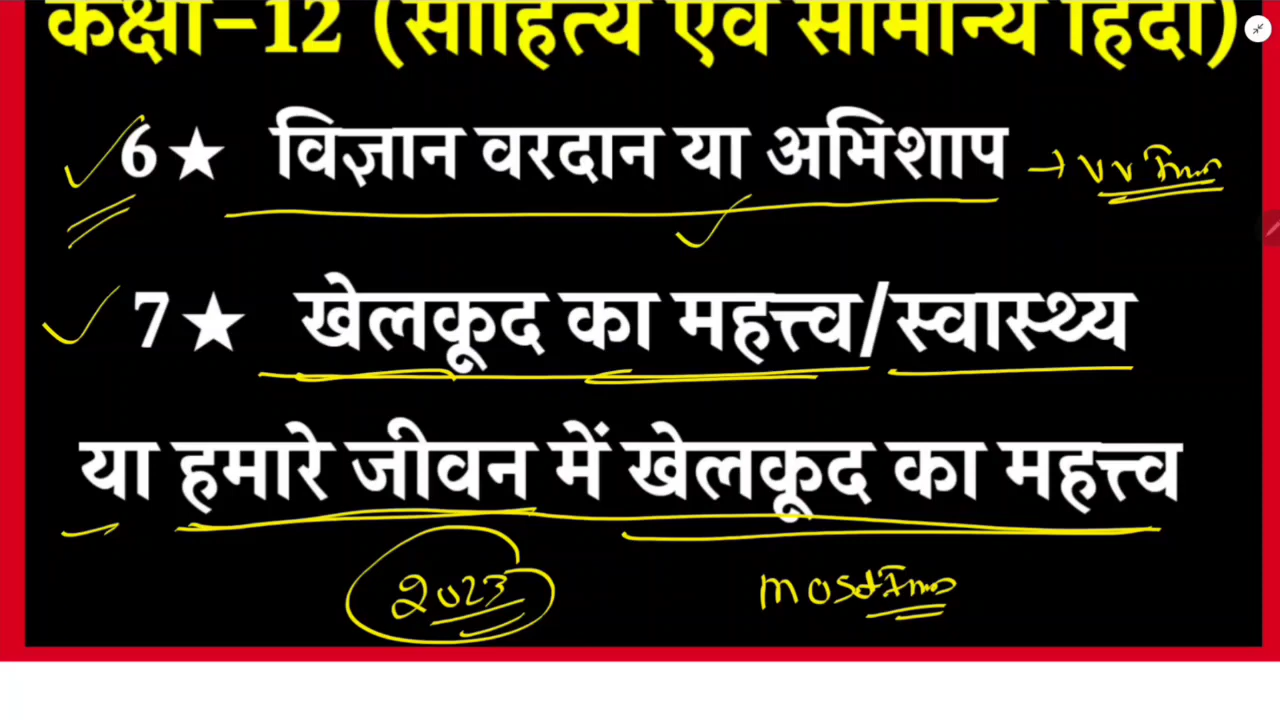 कक्षा-12 (साहित्य एवं सामान्य हिंदी)
6★ विज्ञान वरदान या अभिशाप → V V Imp
7★ खेलकूद का महत्त्व/स्वास्थ्य
या हमारे जीवन में खेलकूद का महत्त्व
2023 most Imp